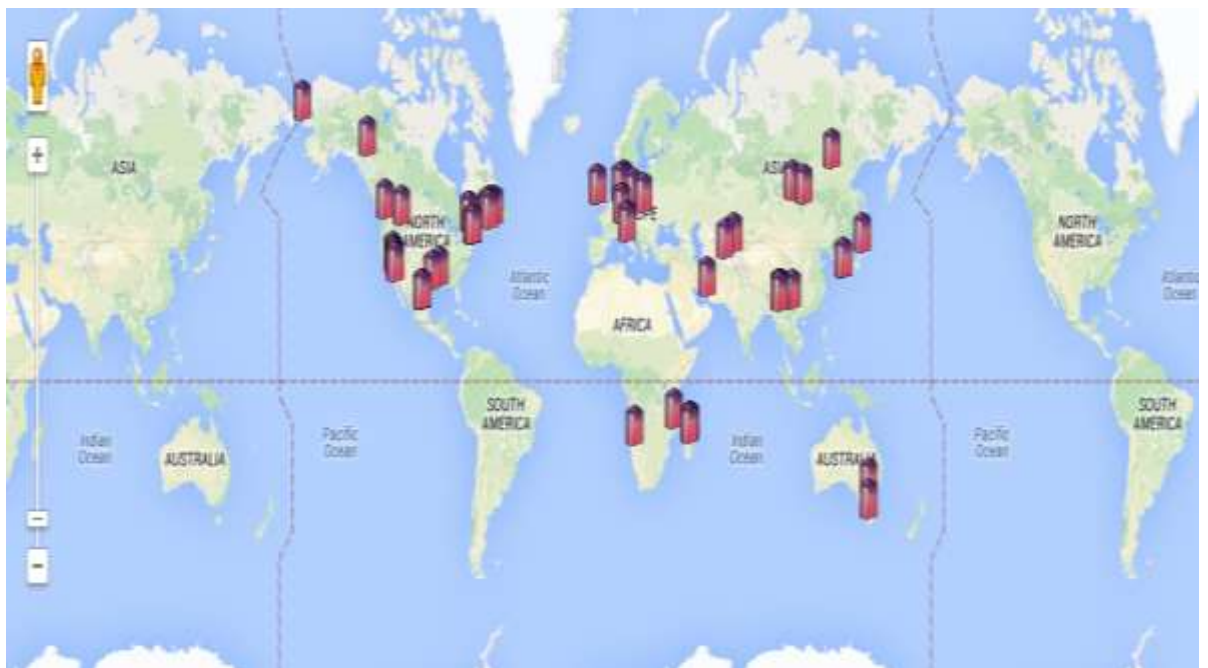 ASIA
NORTH
AMERICA
ASIA
NORTH
AMERICA
Atlantic
Ocean
Atlantic
Ocean
AFRICA
SOUTH
AMERICA
SOUTH
AMERICA
Indian
Ocean
Pacific
Ocean
Indian
Ocean
Pacific
Ocean
AUSTRALIA
AUSTRALIA